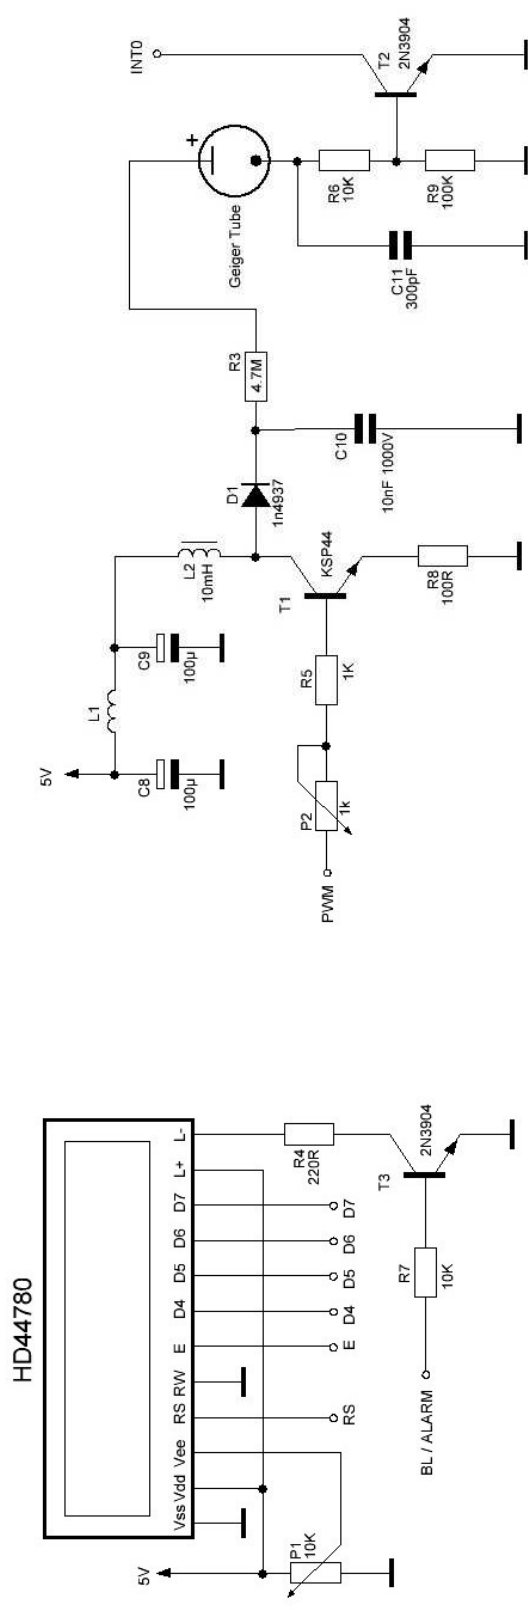 HD44780
Vss
Vdd
Vee
RS
RW
E
D4
D5
D6
D7
L+
L-
5V
P1
10K
RS
E
D4
D5
D6
D7
R4
220R
T3
2N3904
R7
10K
BL / ALARM
5V
C8
100µ
L1
C9
100µ
L2
10mH
D1
1n4937
R3
4.7M
Geiger Tube
+
INT0
T2
2N3904
R6
10K
R9
100K
C11
300pF
C10
10nF 1000V
T1
KSP44
R8
100R
R5
1K
P2
1k
PWM